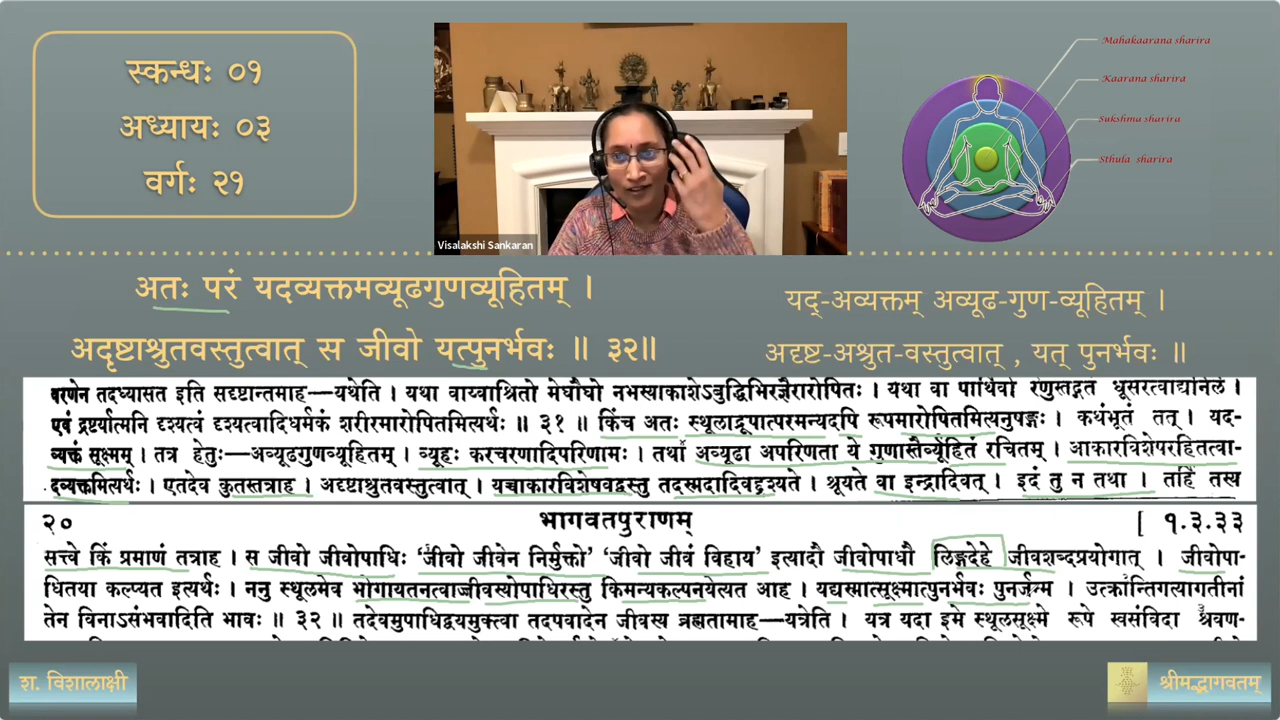 स्कन्धः ०१
अध्यायः ०३
वर्गः २१
Visalakshi Sankaran
Mahakaarana sharira
Kaarana sharira
Sukshma sharira
Sthula sharira
अतः परं यदव्यक्तमव्यूढगुणव्यूहितम् ।
अदृष्टाश्रुतवस्तुत्वात् स जीवो यत्पुनर्भवः ॥ ३२॥
यद्-अव्यक्तम् अव्यूढ-गुण-व्यूहितम् ।
अदृष्ट-अश्रुत-वस्तुत्वात् , यत् पुनर्भवः ॥
वरणेन तदध्यासत इति सदृष्टान्तमाह—यथेति । यथा वाय्वाश्रितो मेघौघो नभस्याकाशेऽबुद्धिभिरज्ञैरारोपितः । यथा वा पार्थिवो रेणुस्तद्गतं धूसरत्वाद्यनिले ।
एवं द्रष्टर्यात्मनि दृश्यत्वं दृश्यत्वादिधर्मकं शरीरमारोपितमित्यर्थः ॥ ३१ ॥ किंच अतः स्थूलाद्रूपात्परमन्यदपि रूपमारोपितमित्यनुषङ्गः । कथंभूतं तत् । यद-
व्यक्तं सूक्ष्मम् । तत्र हेतुः—अव्यूढगुणव्यूहितम् । व्यूहः करचरणादिपरिणामः । तथा अव्यूढा अपरिणता ये गुणास्तैर्व्यूहितं रचितम् । आकारविशेषरहितत्वा-
दव्यक्तमित्यर्थः । एतदेव कुतस्तत्राह । अदृष्टाश्रुतवस्तुत्वात् । यच्चाकारविशेषवद्वस्तु तदस्मदादिवद्दृश्यते । श्रूयते वा इन्द्रादिवत् । इदं तु न तथा । तर्हि तस्य
२० भागवतपुराणम् [ १.३.३३
सत्त्वे किं प्रमाणं तत्राह । स जीवो जीवोपाधिः ‘जीवो जीवेन निर्मुक्तो’ ‘जीवो जीवं विहाय’ इत्यादौ जीवोपाधौ लिङ्गदेहे जीवशब्दप्रयोगात् । जीवोपा-
धितया कल्प्यत इत्यर्थः । ननु स्थूलमेव भोगायतनत्वाज्जीवस्योपाधिरस्तु किमन्यकल्पनयेत्यत आह । यद्यस्मात्सूक्ष्मात्पुनर्भवः पुनर्जन्म । उत्क्रान्तिगत्यागतीनां
तेन विनाऽसंभवादिति भावः ॥ ३२ ॥ तदेवमुपाधिद्वयमुक्त्वा तदपवादेन जीवस्य ब्रह्मतामाह—यत्रेति । यत्र यदा इमे स्थूलसूक्ष्मे रूपे स्वसंविदा श्रवण-
श. विशालाक्षी
श्रीमद्भागवतम्